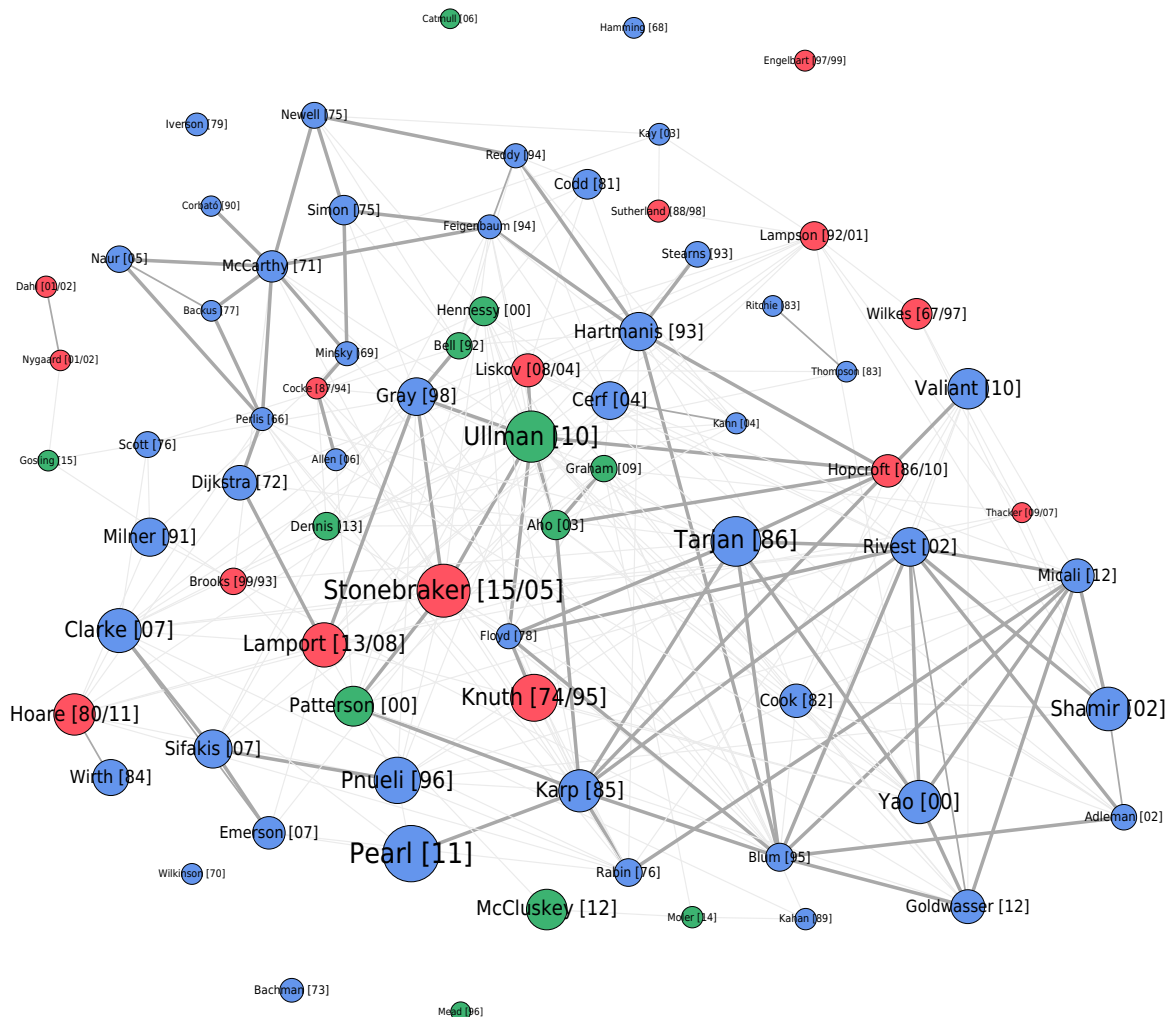 Catmull [06]
Hamming [68]
Engelbart [97/99]
Newell [75]
Iverson [79]
Kay [03]
Reddy [94]
Codd [81]
Corbató [90]
Simon [75]
Sutherland [88/98]
Feigenbaum [94]
Lampson [92/01]
Stearns [93]
Naur [05]
McCarthy [71]
Dahl [01/02]
Ritchie [83]
Backus [77]
Hennessy [00]
Wilkes [67/97]
Hartmanis [93]
Bell [92]
Minsky [69]
Nygaard [01/02]
Liskov [08/04]
Thompson [83]
Cocke [87/94]
Gray [98]
Cerf [04]
Valiant [10]
Perlis [66]
Kahn [04]
Ullman [10]
Scott [76]
Gosling [15]
Allen [06]
Graham [09]
Hopcroft [86/10]
Dijkstra [72]
Thacker [09/07]
Dennis [13]
Aho [03]
Milner [91]
Tarjan [86]
Rivest [02]
Micali [12]
Brooks [99/93]
Stonebraker [15/05]
Clarke [07]
Floyd [78]
Lamport [13/08]
Knuth [74/95]
Cook [82]
Patterson [00]
Shamir [02]
Hoare [80/11]
Sifakis [07]
Wirth [84]
Pnueli [96]
Karp [85]
Yao [00]
Adleman [02]
Emerson [07]
Pearl [11]
Blum [95]
Wilkinson [70]
Rabin [76]
Goldwasser [12]
McCluskey [12]
Moler [14]
Kahan [89]
Bachman [73]
Mead [96]